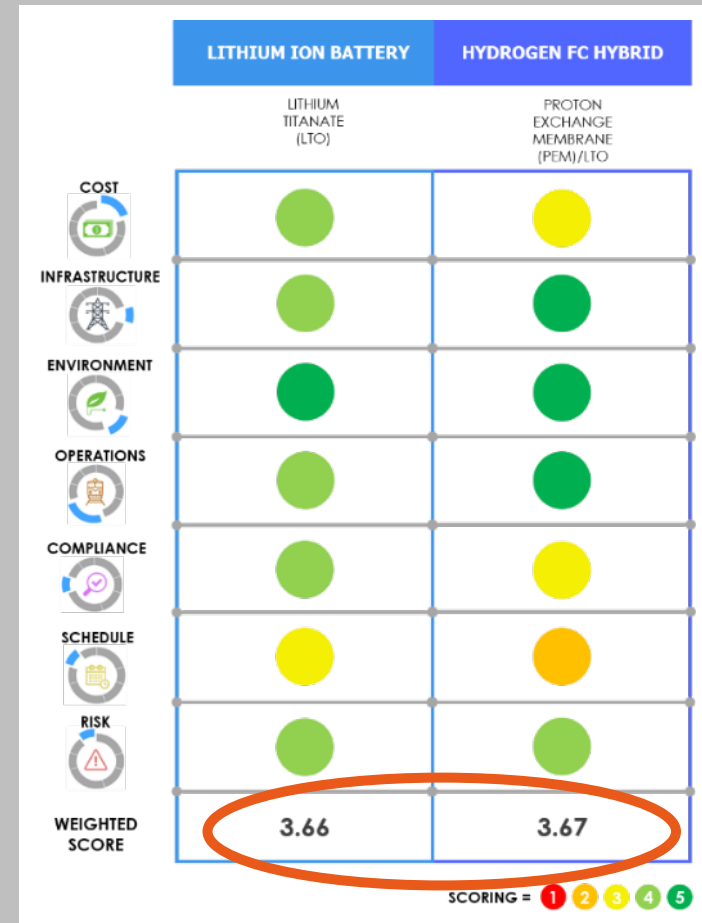 LITHIUM ION BATTERY
HYDROGEN FC HYBRID
LITHIUM
TITANATE
(LTO)
PROTON
EXCHANGE
MEMBRANE
(PEM)/LTO
COST
INFRASTRUCTURE
ENVIRONMENT
OPERATIONS
COMPLIANCE
SCHEDULE
RISK
WEIGHTED
SCORE
3.66
3.67
SCORING = 1 2 3 4 5